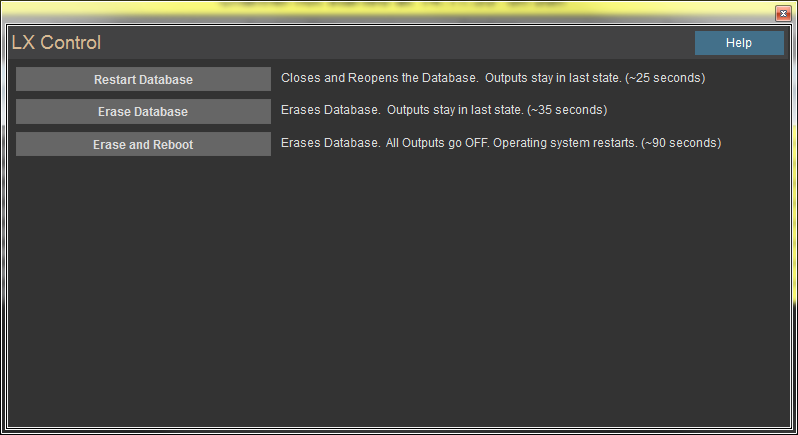 LX Control
Help
Restart Database
Closes and Reopens the Database. Outputs stay in last state. (~25 seconds)
Erase Database
Erases Database. Outputs stay in last state. (~35 seconds)
Erase and Reboot
Erases Database. All Outputs go OFF. Operating system restarts. (~90 seconds)